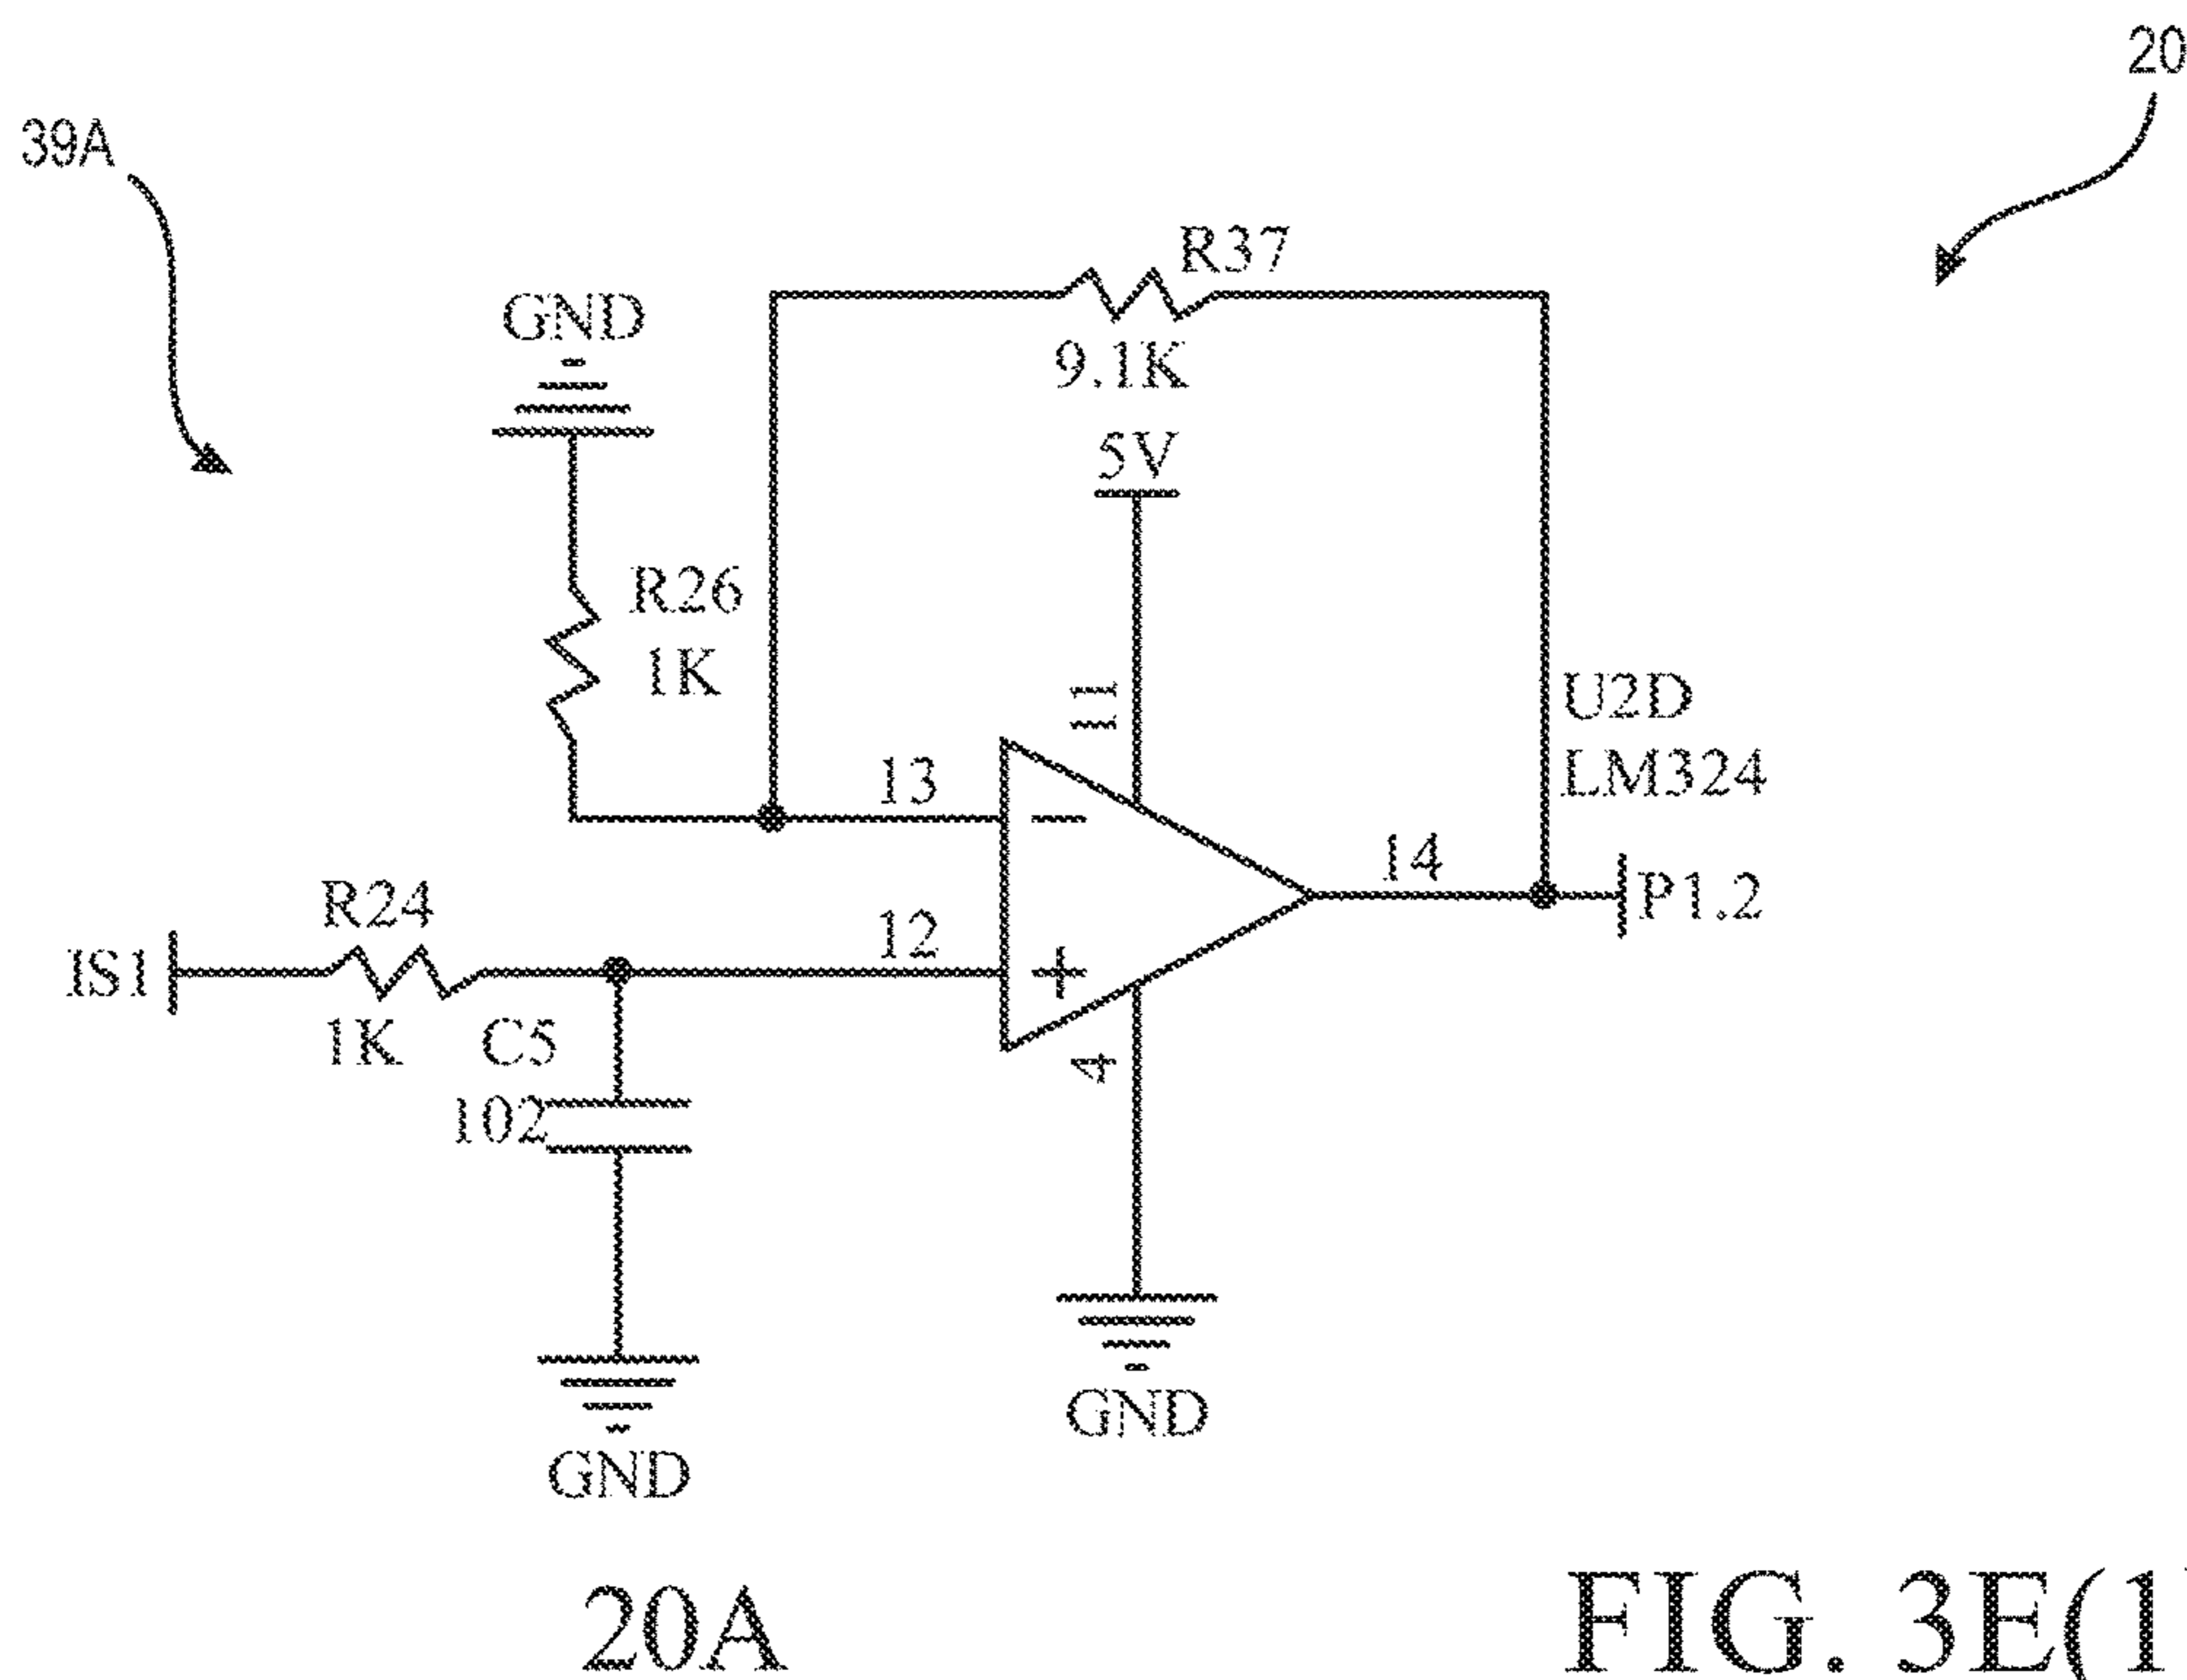 20
39A
R37
GND
9.1K
5V
R26
1K
11
U2D
13
LM324
14
R24
12
P1.2
IS1
1K
C5
4
102
GND
GND
20A
FIG. 3E(1